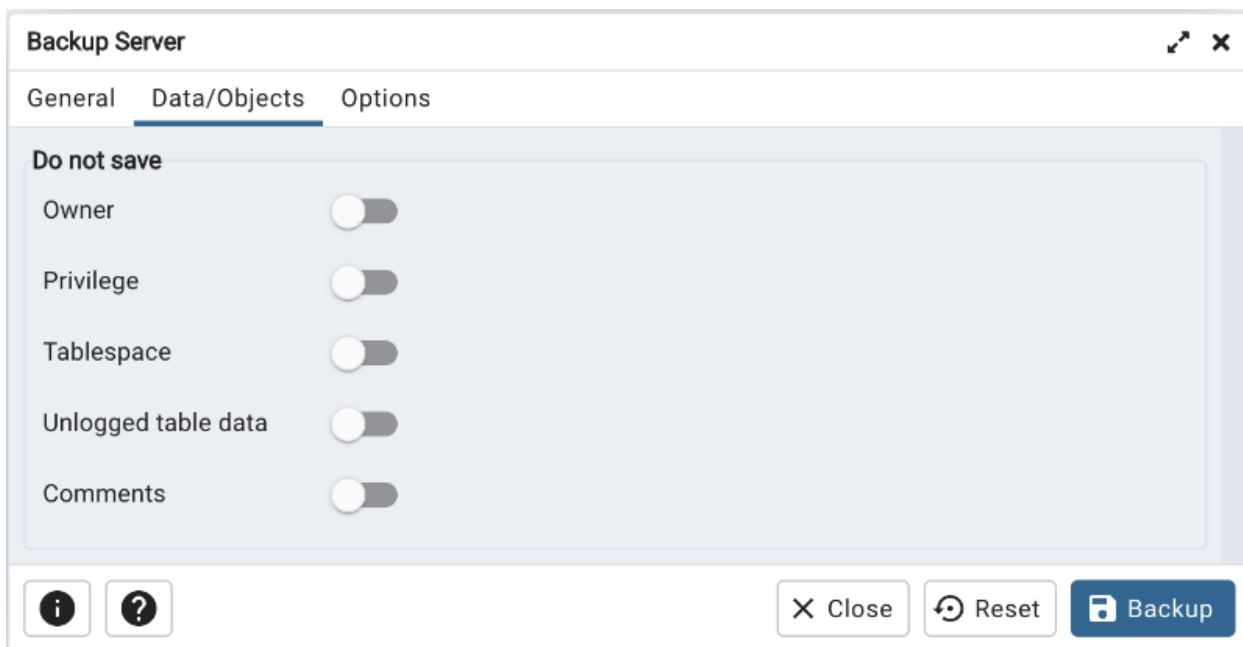 Backup Server
General Data/Objects Options
Do not save
Owner
Privilege
Tablespace
Unlogged table data
Comments
Close Reset Backup